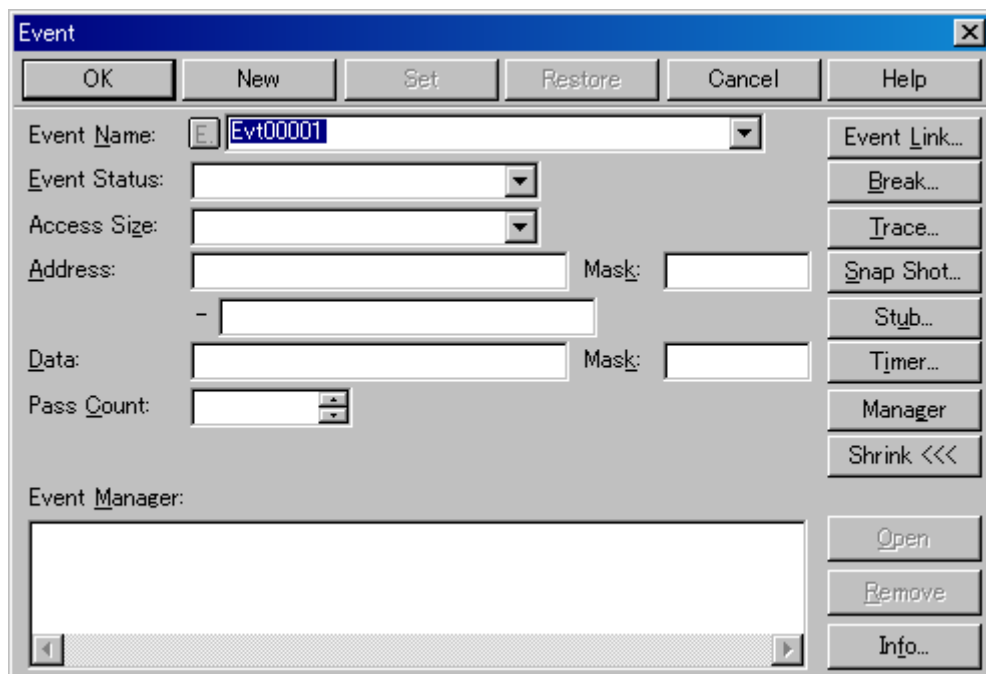 Event
OK New Set Restore Cancel Help
Event Name: E. Evt00001 Event Link...
Event Status: Break...
Access Size: Trace...
Address: Mask: Snap Shot...
- Stub...
Data: Mask: Timer...
Pass Count: Manager
Shrink <<<
Event Manager:
Open
Remove
Info...